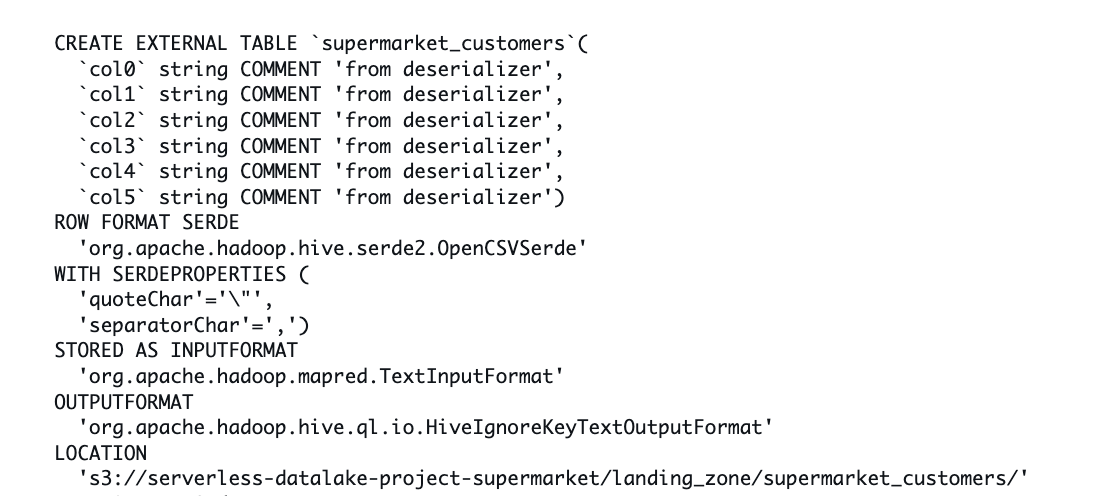 CREATE EXTERNAL TABLE `supermarket_customers`(
  `col0` string COMMENT 'from deserializer',
  `col1` string COMMENT 'from deserializer',
  `col2` string COMMENT 'from deserializer',
  `col3` string COMMENT 'from deserializer',
  `col4` string COMMENT 'from deserializer',
  `col5` string COMMENT 'from deserializer')
ROW FORMAT SERDE
  'org.apache.hadoop.hive.serde2.OpenCSVSerde'
WITH SERDEPROPERTIES (
  'quoteChar'='\"',
  'separatorChar'=',')
STORED AS INPUTFORMAT
  'org.apache.hadoop.mapred.TextInputFormat'
OUTPUTFORMAT
  'org.apache.hadoop.hive.ql.io.HiveIgnoreKeyTextOutputFormat'
LOCATION
  's3://serverless-datalake-project-supermarket/landing_zone/supermarket_customers/'